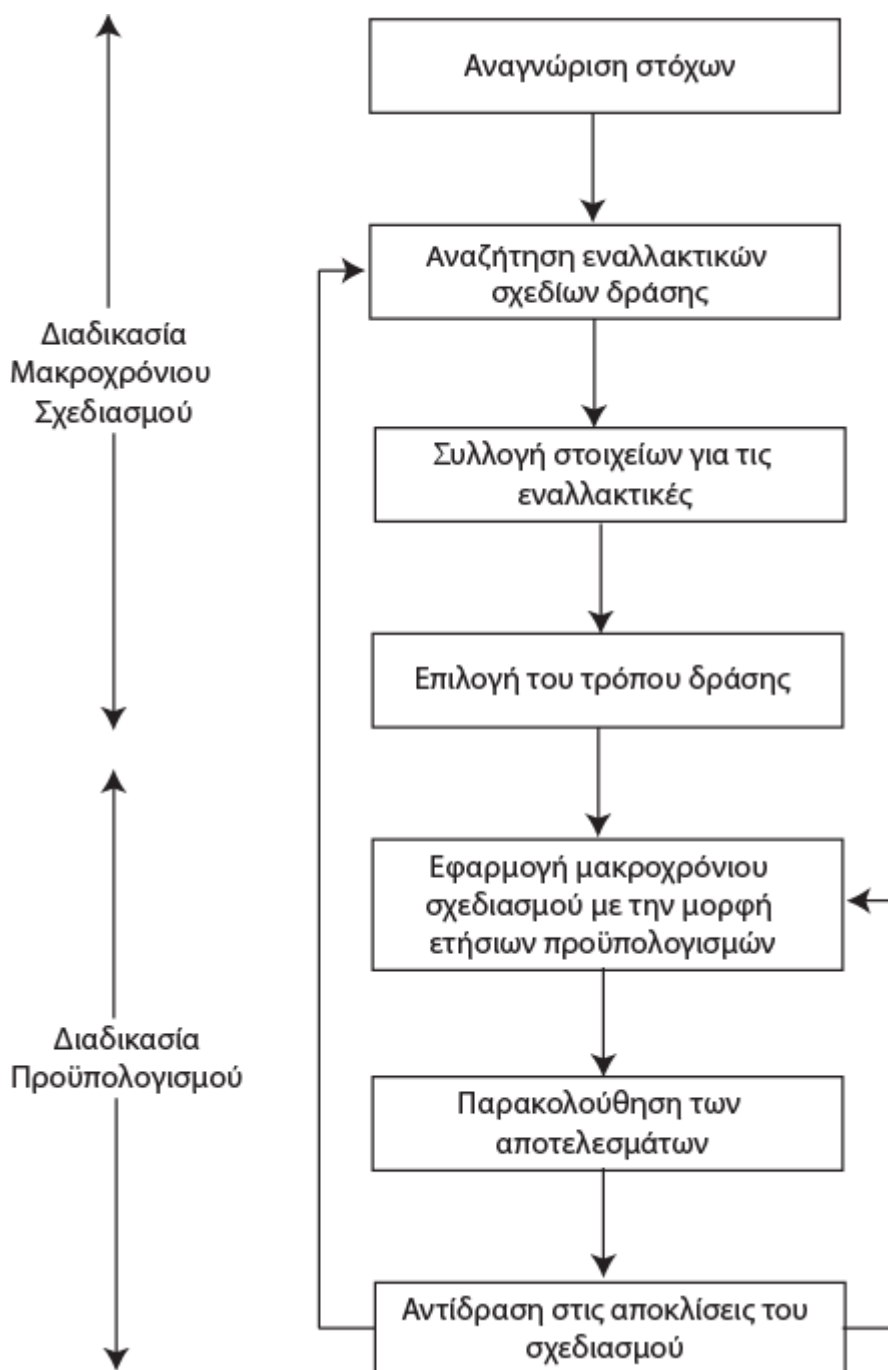 Αναγνώριση στόχων
Αναζήτηση εναλλακτικών
σχεδίων δράσης
Διαδικασία
Μακροχρόνιου
Σχεδιασμού
Συλλογή στοιχείων για τις
εναλλακτικές
Επιλογή του τρόπου δράσης
Εφαρμογή μακροχρόνιου
σχεδιασμού με την μορφή
ετήσιων προϋπολογισμών
Διαδικασία
Προϋπολογισμού
Παρακολούθηση των
αποτελεσμάτων
Αντίδραση στις αποκλίσεις του
σχεδιασμού